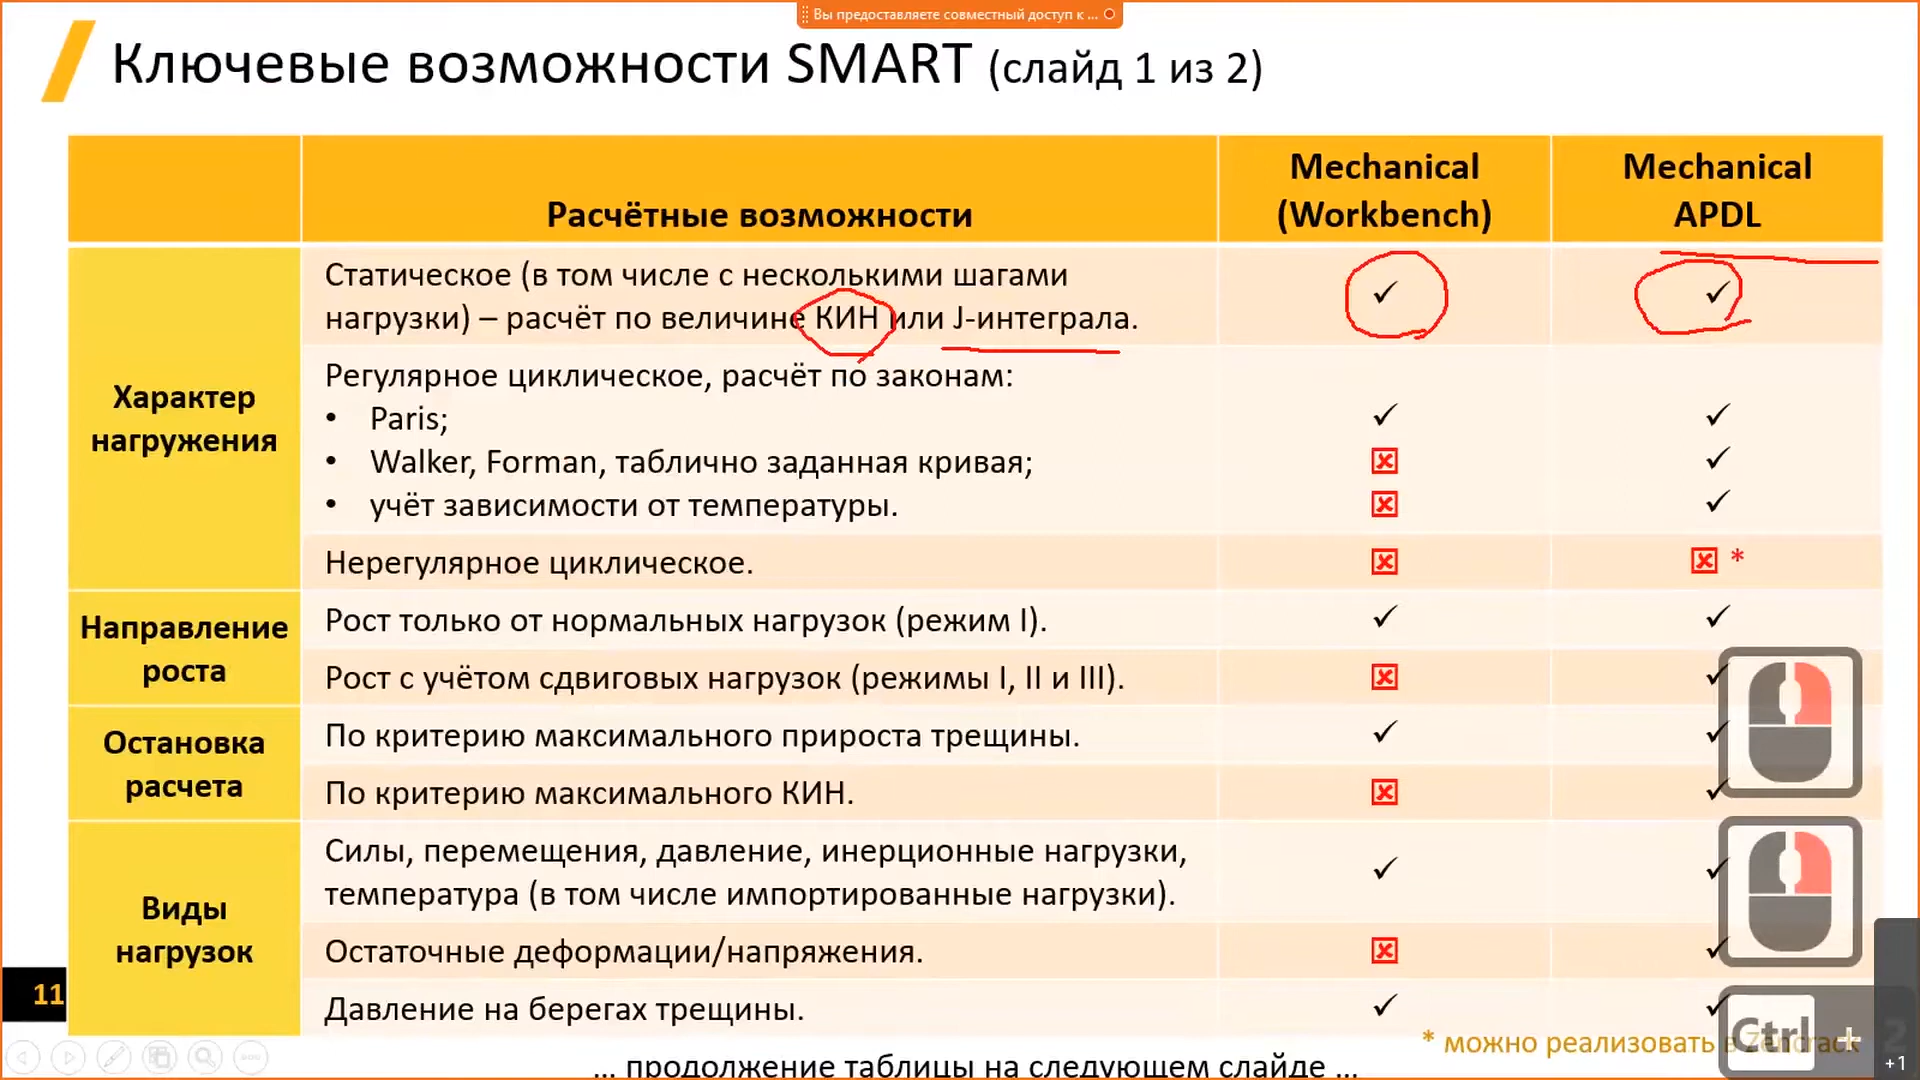 Вы предоставляете совместный доступ к ...
Ключевые возможности SMART (слайд 1 из 2)
Расчётные возможности
Mechanical
(Workbench)
Mechanical
APDL
Характер
нагружения
Статическое (в том числе с несколькими шагами
нагрузки) – расчёт по величине КИН или J-интеграла.
✓ ✓
Регулярное циклическое, расчёт по законам:
• Paris;
✓ ✓
• Walker, Forman, таблично заданная кривая;
☒ ✓
• учёт зависимости от температуры.
☒ ✓
Нерегулярное циклическое.
☒ ☒ *
Направление
роста
Рост только от нормальных нагрузок (режим I).
✓ ✓
Рост с учётом сдвиговых нагрузок (режимы I, II и III).
☒ ✓
Остановка
расчета
По критерию максимального прироста трещины.
✓ ✓
По критерию максимального КИН.
☒ ✓
Виды
нагрузок
Силы, перемещения, давление, инерционные нагрузки,
температура (в том числе импортированные нагрузки).
✓ ✓
Остаточные деформации/напряжения.
☒ ✓
Давление на берегах трещины.
✓ ✓
11
* можно реализовать в Zencrack
Ctrl + 2
+1
... продолжение таблицы на следующем слайде ...